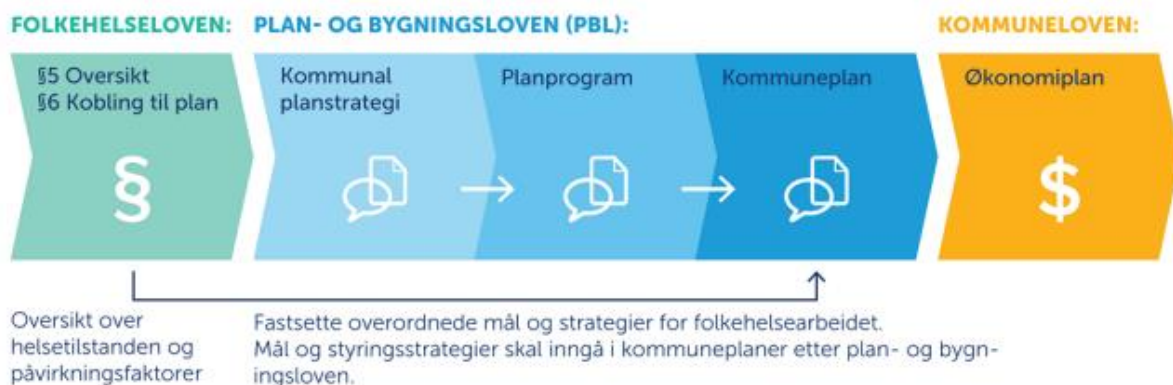 FOLKEHELSELOVEN:
PLAN- OG BYGNINGSLOVEN (PBL):
KOMMUNELOVEN:
§5 Oversikt
§6 Kobling til plan
§
Kommunal
planstrategi
Planprogram
Kommuneplan
Økonomiplan
$
Oversikt over
helsetilstanden og
påvirkningsfaktorer
Fastsette overordnede mål og strategier for folkehelsearbeidet.
Mål og styringsstrategier skal inngå i kommuneplaner etter plan- og bygn-
ingsloven.